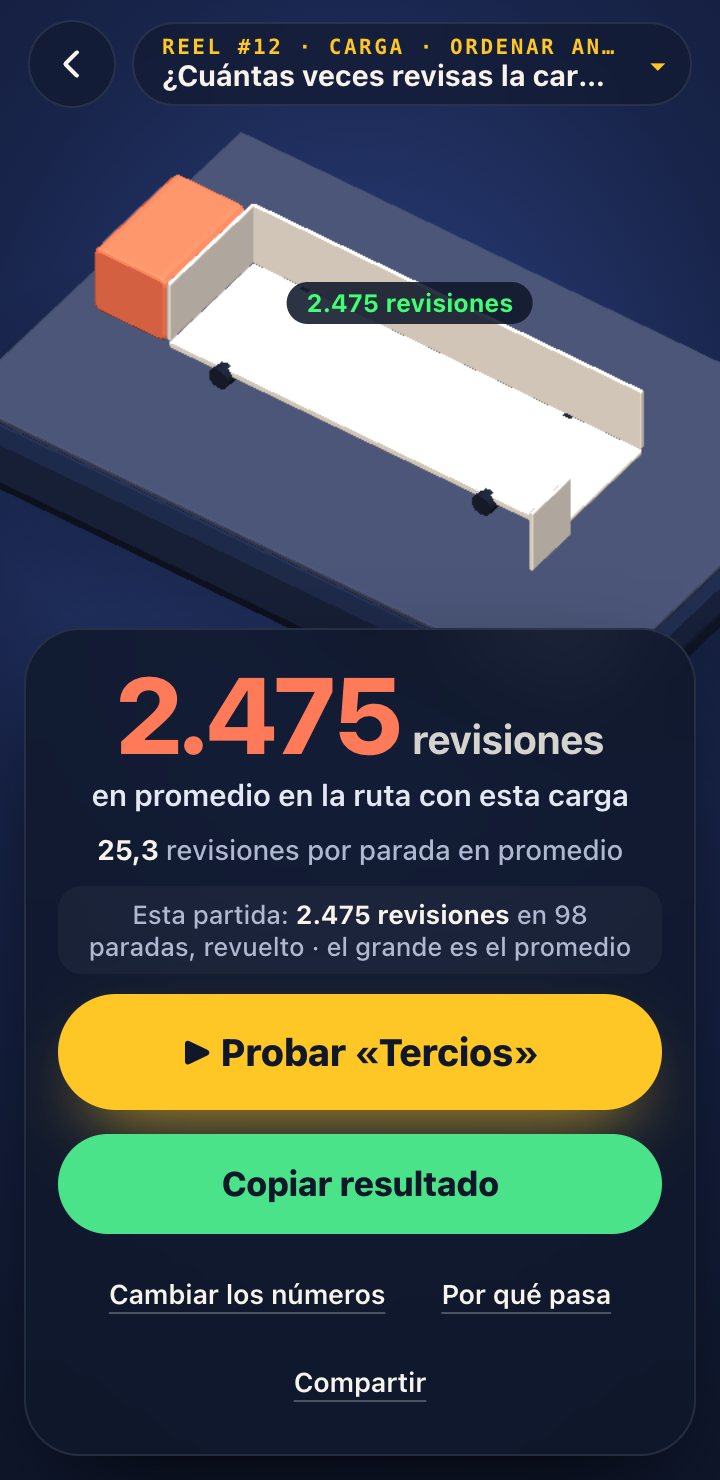 REEL #12 · CARGA · ORDENAR AN…
¿Cuántas veces revisas la car…
2.475 revisiones
2.475 revisiones
en promedio en la ruta con esta carga
25,3 revisiones por parada en promedio
Esta partida: 2.475 revisiones en 98
paradas, revuelto · el grande es el promedio
Probar «Tercios»
Copiar resultado
Cambiar los números
Por qué pasa
Compartir